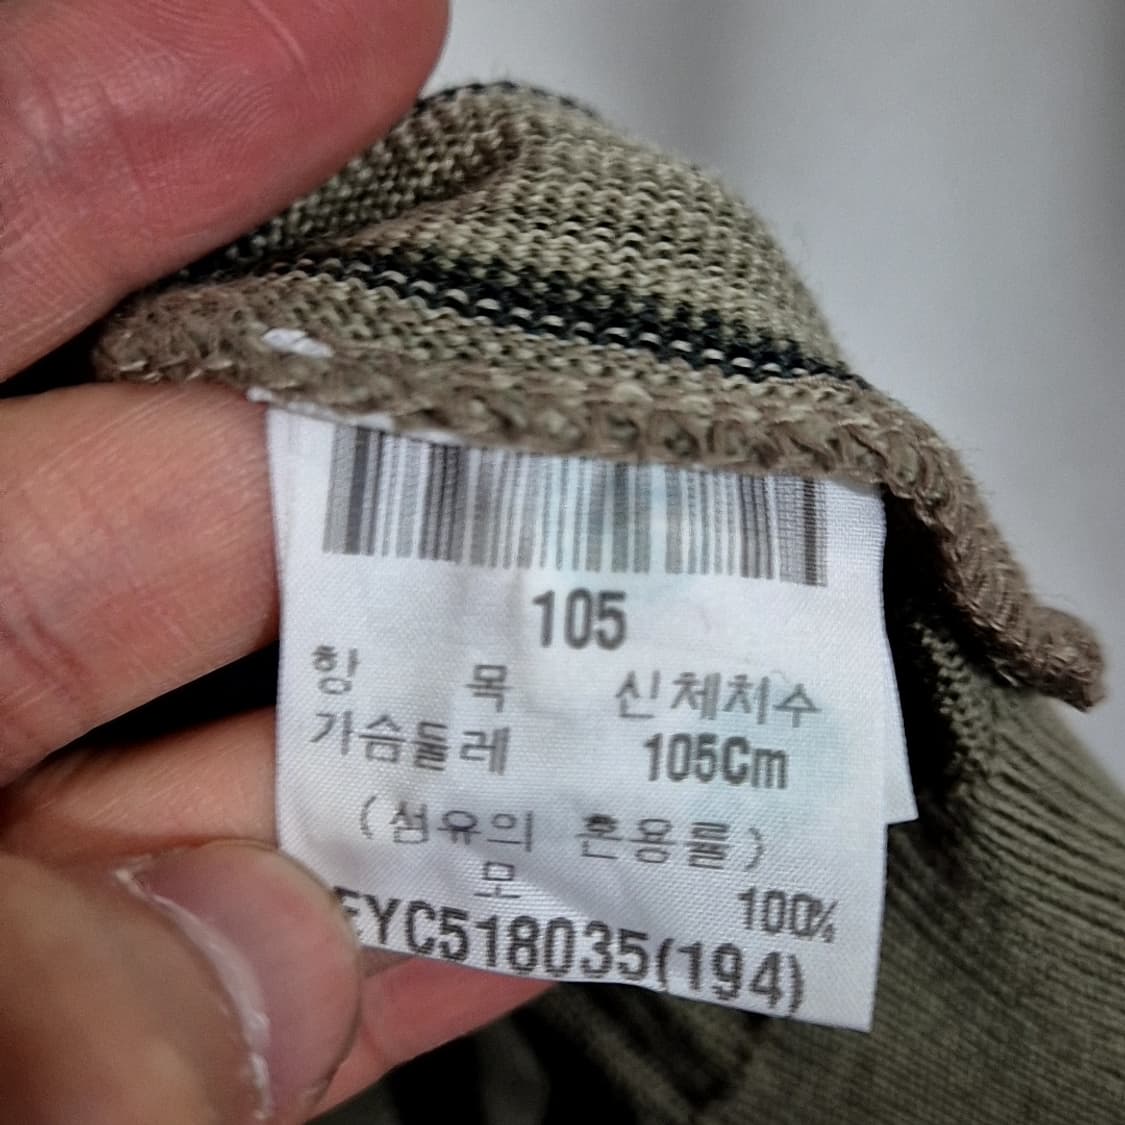 105
항 목 신체치수
가슴둘레 105Cm
(섬유의 혼용률)
모 100%
EYC518035(194)